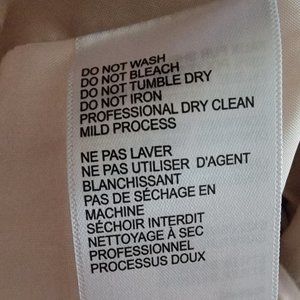 DO NOT WASH
DO NOT BLEACH
DO NOT TUMBLE DRY
DO NOT IRON
PROFESSIONAL DRY CLEAN
MILD PROCESS
NE PAS LAVER
NE PAS UTILISER D'AGENT
BLANCHISSANT
PAS DE SÉCHAGE EN
MACHINE
SÉCHOIR INTERDIT
NETTOYAGE À SEC
PROFESSIONNEL
PROCESSUS DOUX